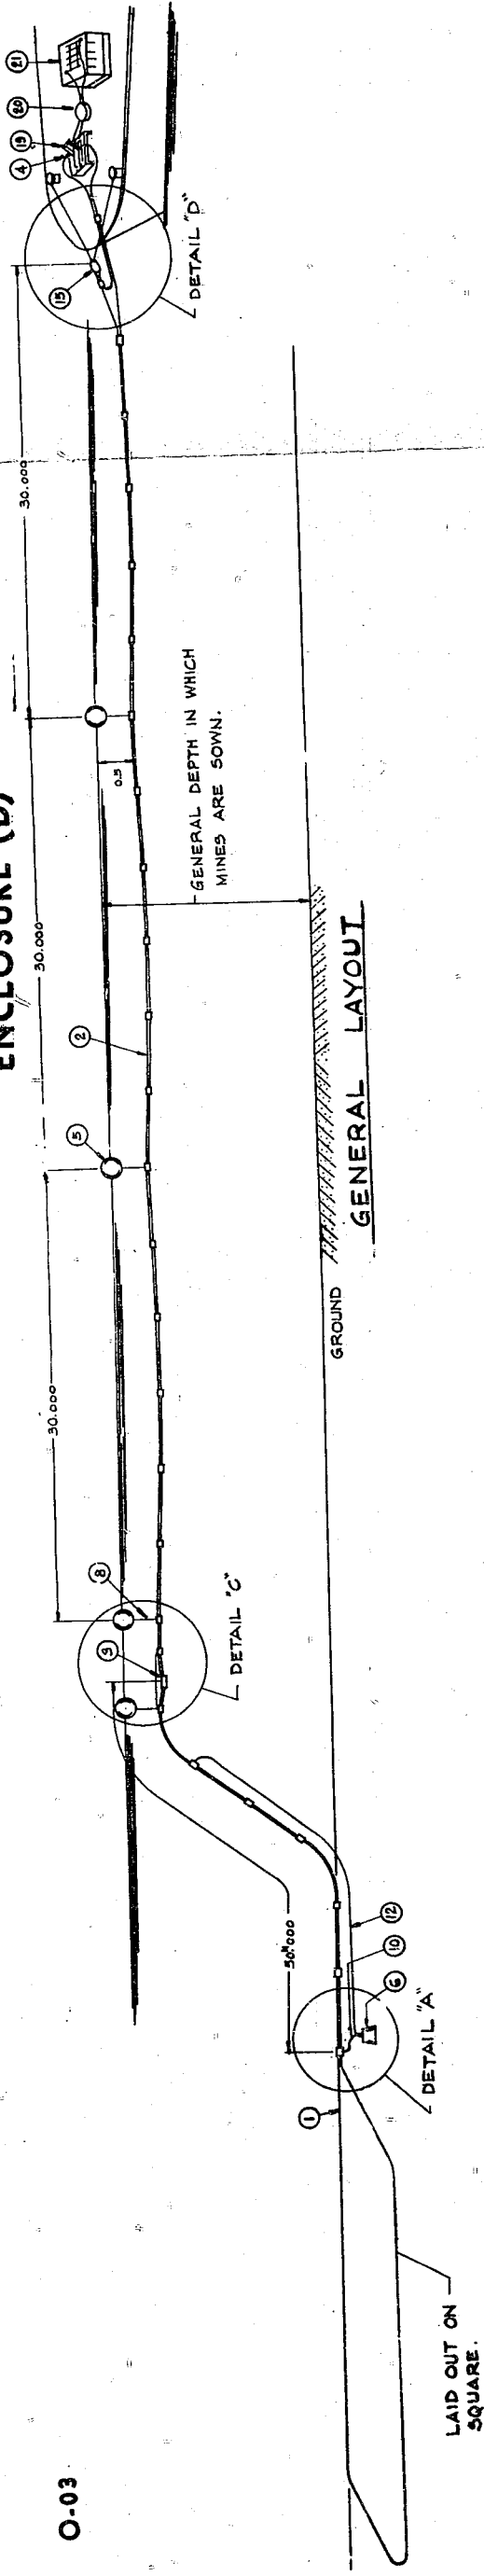 O-03
ENCLOSURE (D)
30.000
30.000
30.000
50.M000
0.5
GENERAL DEPTH IN WHICH
MINES ARE SOWN.
GENERAL LAYOUT
GROUND
DETAIL "A"
DETAIL "C"
DETAIL "D"
LAID OUT ON
SQUARE.
1
6
10
12
9
8
5
2
15
4
19
20
21